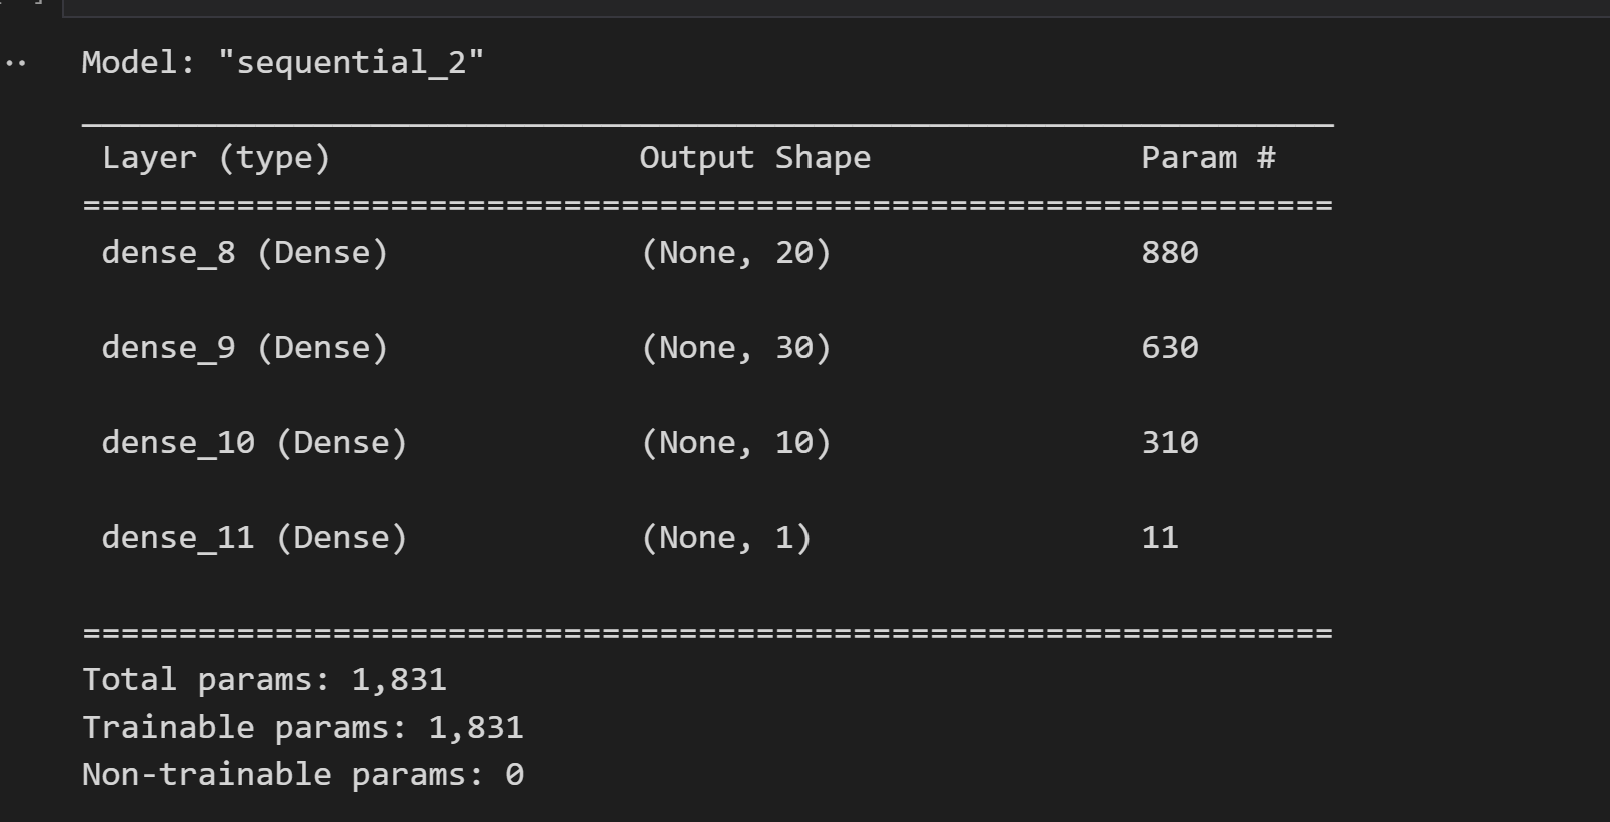 Model: "sequential_2"
_________________________________________________________________
Layer (type) Output Shape Param #
=================================================================
dense_8 (Dense) (None, 20) 880
dense_9 (Dense) (None, 30) 630
dense_10 (Dense) (None, 10) 310
dense_11 (Dense) (None, 1) 11
=================================================================
Total params: 1,831
Trainable params: 1,831
Non-trainable params: 0